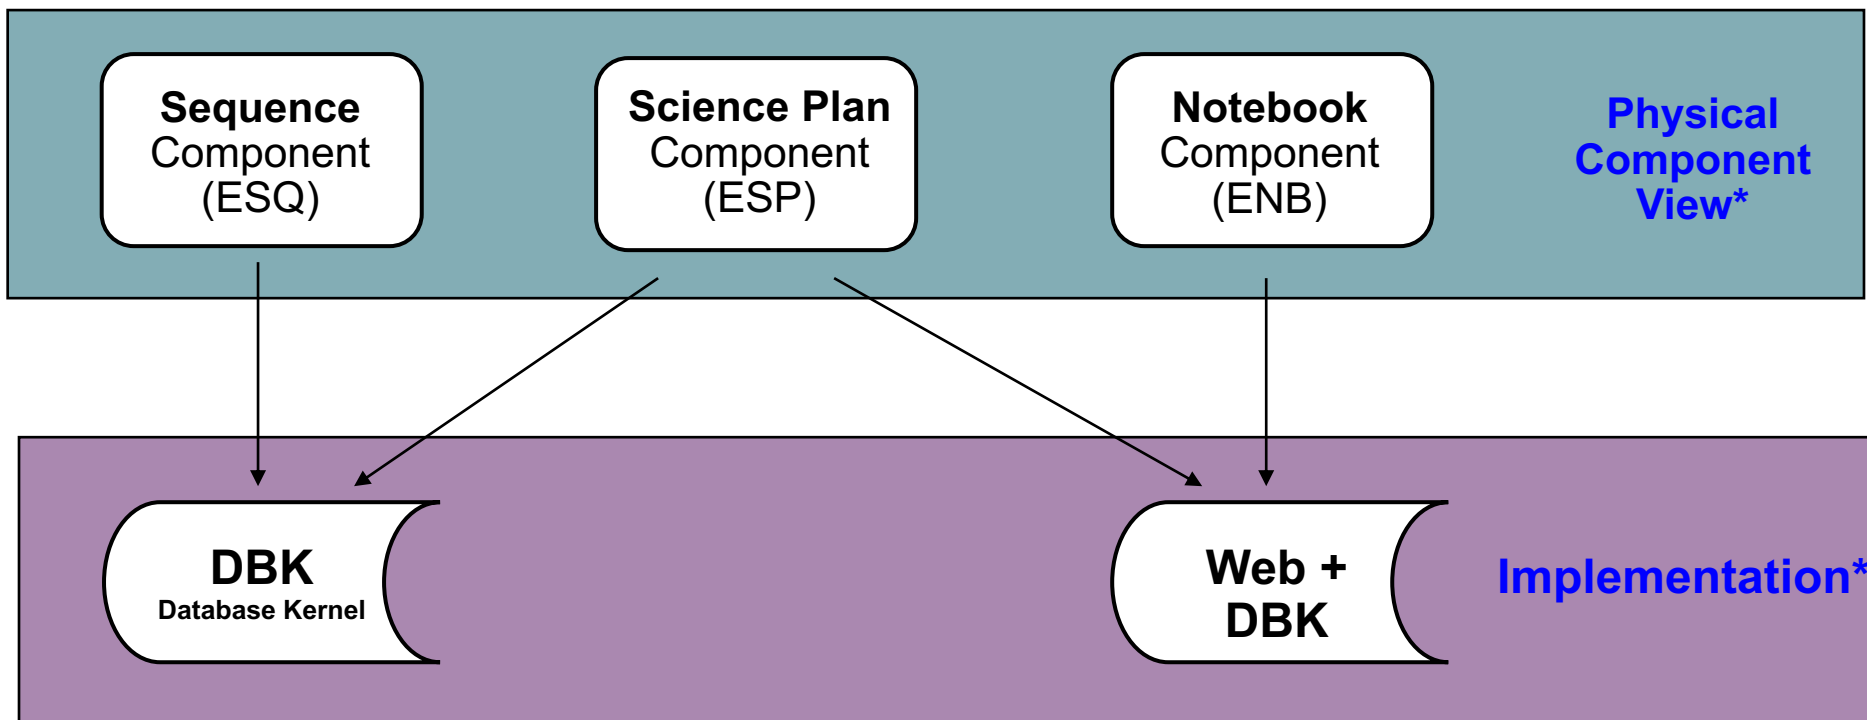 Sequence
Component
(ESQ)
Science Plan
Component
(ESP)
Notebook
Component
(ENB)
Physical
Component
View*
DBK
Database Kernel
Web +
DBK
Implementation*